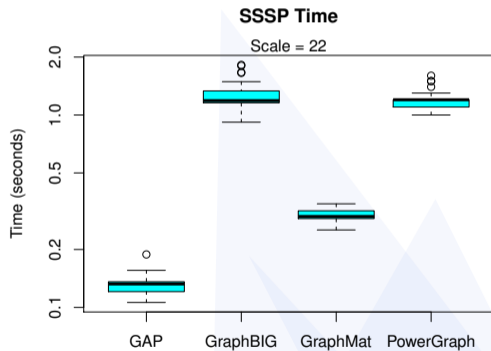 SSSP Time
Scale = 22
Time (seconds)
2.0
1.0
0.5
0.2
0.1
GAP GraphBIG GraphMat PowerGraph